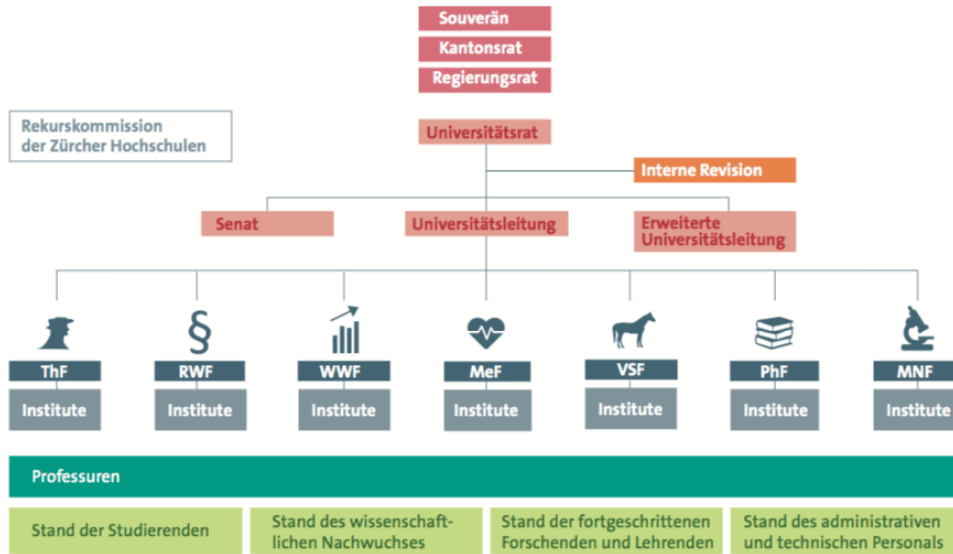 Souverän
Kantonsrat
Regierungsrat
Rekurskommission
der Zürcher Hochschulen
Universitätsrat
Interne Revision
Senat
Universitätsleitung
Erweiterte
Universitätsleitung
§
ThF
RWF
WWF
MeF
VSF
PhF
MNF
Institute
Institute
Institute
Institute
Institute
Institute
Institute
Professuren
Stand der Studierenden
Stand des wissenschaft-
lichen Nachwuchses
Stand der fortgeschrittenen
Forschenden und Lehrenden
Stand des administrativen
und technischen Personals